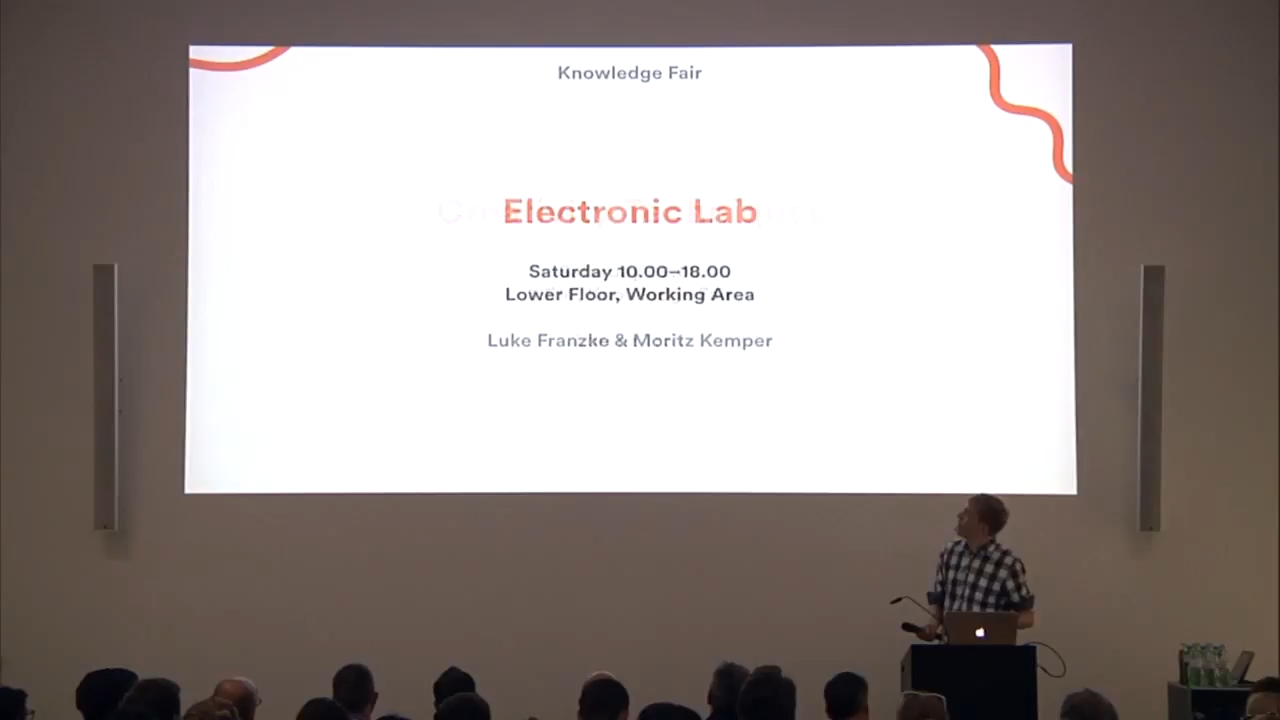 Knowledge Fair
Electronic Lab
Saturday 10.00–18.00
Lower Floor, Working Area
Luke Franzke & Moritz Kemper